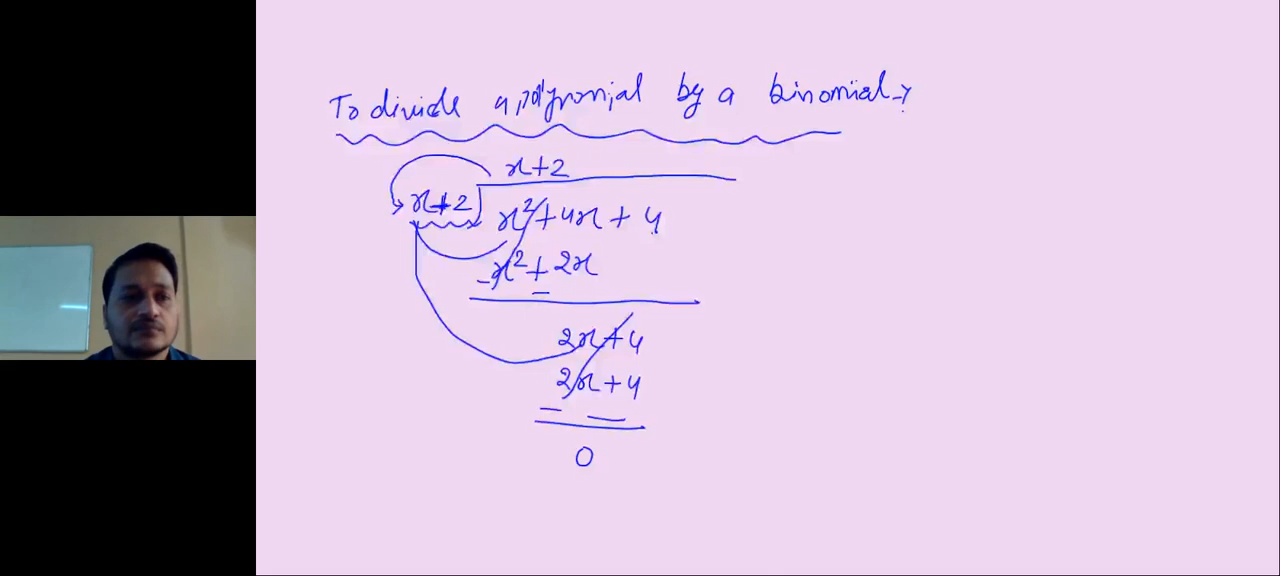 To divide a polynomial by a binomial →
x+2
x+2 x²+4x+4
-x²+2x
2x+4
2x+4
0